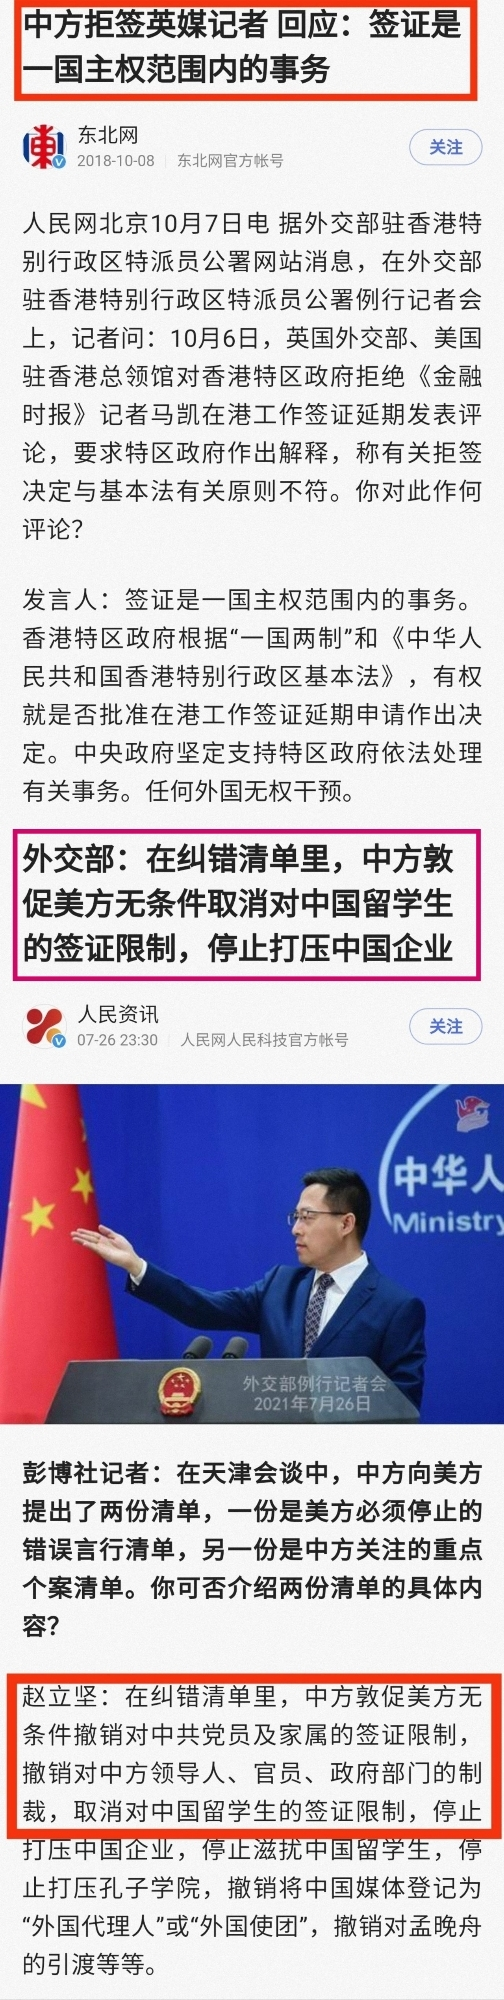 中方拒签英媒记者 回应：签证是
一国主权范围内的事务
东北网
2018-10-08 东北网官方帐号
关注
人民网北京10月7日电 据外交部驻香港特
别行政区特派员公署网站消息，在外交部
驻香港特别行政区特派员公署例行记者会
上，记者问：10月6日，英国外交部、美国
驻香港总领馆对香港特区政府拒绝《金融
时报》记者马凯在港工作签证延期发表评
论，要求特区政府作出解释，称有关拒签
决定与基本法有关原则不符。你对此作何
评论？
发言人：签证是一国主权范围内的事务。
香港特区政府根据“一国两制”和《中华人
民共和国香港特别行政区基本法》，有权
就是否批准在港工作签证延期申请作出决
定。中央政府坚定支持特区政府依法处理
有关事务。任何外国无权干预。
外交部：在纠错清单里，中方敦
促美方无条件取消对中国留学生
的签证限制，停止打压中国企业
人民资讯
07-26 23:30 人民网人民科技官方帐号
关注
中华人
Ministry
外交部例行记者会
2021年7月26日
彭博社记者：在天津会谈中，中方向美方
提出了两份清单，一份是美方必须停止的
错误言行清单，另一份是中方关注的重点
个案清单。你可否介绍两份清单的具体内
容？
赵立坚：在纠错清单里，中方敦促美方无
条件撤销对中共党员及家属的签证限制，
撤销对中方领导人、官员、政府部门的制
裁，取消对中国留学生的签证限制，停止
打压中国企业，停止滋扰中国留学生，停
止打压孔子学院，撤销将中国媒体登记为
“外国代理人”或“外国使团”，撤销对孟晚舟
的引渡等等。